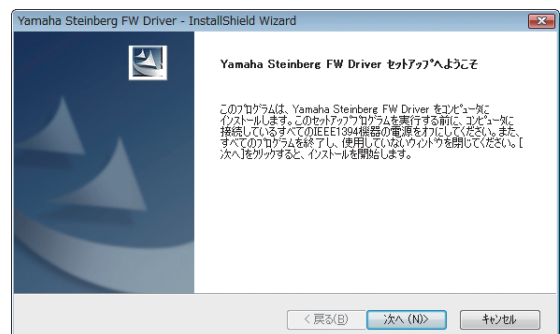 Yamaha Steinberg FW Driver - InstallShield Wizard
Yamaha Steinberg FW Driver ｾｯﾄｱｯﾌﾟへようこそ
このﾌﾟﾛｸﾞﾗﾑは、Yamaha Steinberg FW Driver をｺﾝﾋﾟｭｰﾀに
ｲﾝｽﾄｰﾙします。このｾｯﾄｱｯﾌﾟﾌﾟﾛｸﾞﾗﾑを実行する前に、ｺﾝﾋﾟｭｰﾀに
接続しているすべてのIEEE1394機器の電源をｵﾌにしてください。また、
すべてのﾌﾟﾛｸﾞﾗﾑを終了し、使用していないｳｨﾝﾄﾞｳを閉じてください。[
次へ]をｸﾘｯｸすると、ｲﾝｽﾄｰﾙを開始します。
< 戻る(B)
次へ (N)>
ｷｬﾝｾﾙ